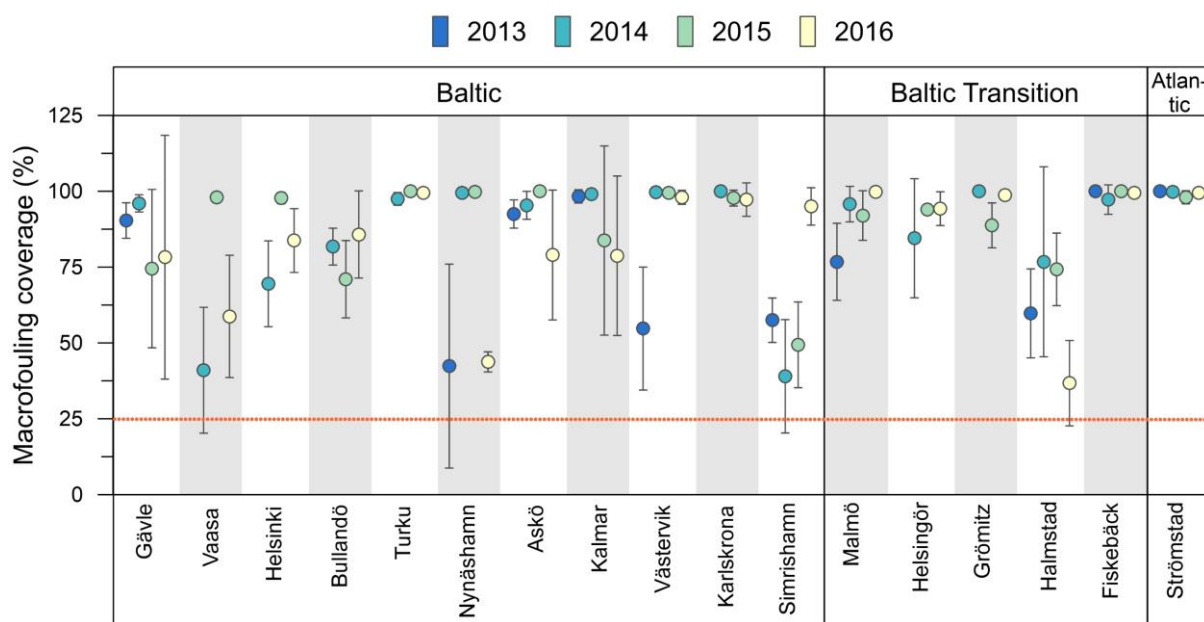 2013 2014 2015 2016
Baltic
Baltic Transition
Atlan-
tic
Macrofouling coverage (%)
125
100
75
50
25
0
Gävle
Vaasa
Helsinki
Bullandö
Turku
Nynäshamn
Askö
Kalmar
Västervik
Karlskrona
Simrishamn
Malmö
Helsingör
Grömitz
Halmstad
Fiskebäck
Strömstad